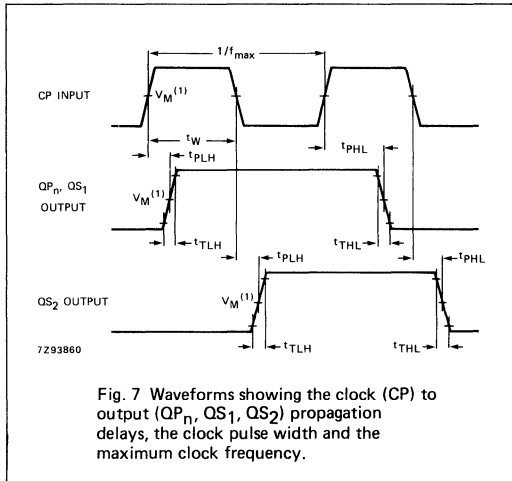 1/fmax
CP INPUT
VM(1)
tW
tPLH
tPHL
QPn, QS1
OUTPUT
VM(1)
tTLH
tTHL
tPLH
tPHL
QS2 OUTPUT
VM(1)
tTLH
tTHL
7Z93860
Fig. 7 Waveforms showing the clock (CP) to
output (QPn, QS1, QS2) propagation
delays, the clock pulse width and the
maximum clock frequency.